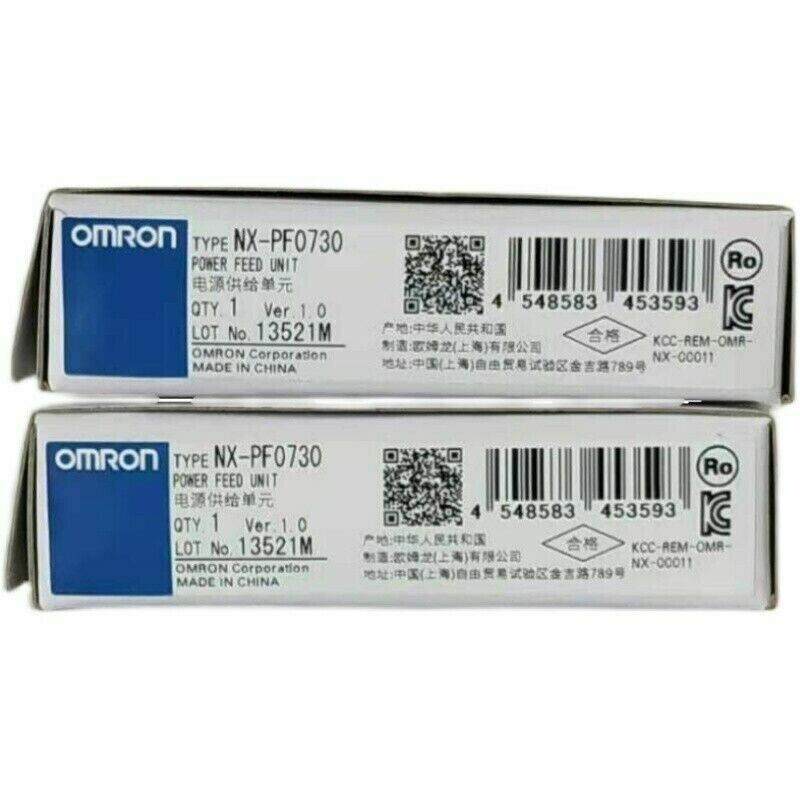 OMRON
TYPE NX-PF0730
POWER FEED UNIT
电源供给单元
QTY. 1 Ver. 1.0
LOT No. 13521M
OMRON Corporation
MADE IN CHINA
4 548583 453593
产地:中华人民共和国
制造:欧姆龙(上海)有限公司
地址:中国(上海)自由贸易试验区金吉路789号
合格
Ro
KCC-REM-OMR-
NX-00011
OMRON
TYPE NX-PF0730
POWER FEED UNIT
电源供给单元
QTY. 1 Ver. 1.0
LOT No. 13521M
OMRON Corporation
MADE IN CHINA
4 548583 453593
产地:中华人民共和国
制造:欧姆龙(上海)有限公司
地址:中国(上海)自由贸易试验区金吉路789号
合格
Ro
KCC-REM-OMR-
NX-00011